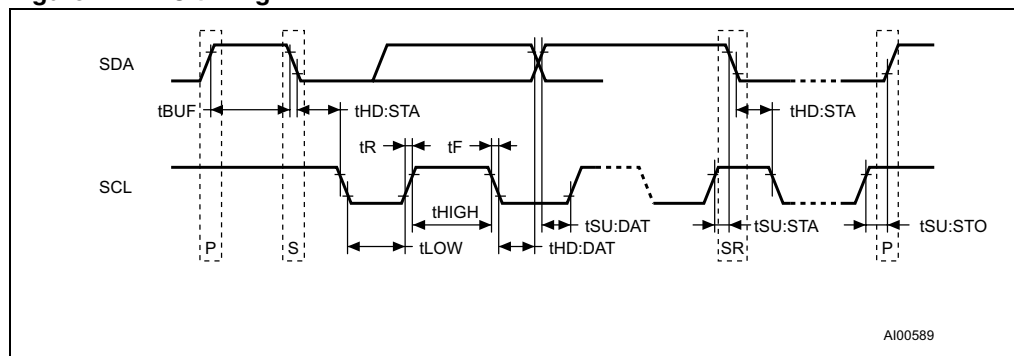 SDA
tBUF
tHD:STA
tHD:STA
tR
tF
SCL
tHIGH
tSU:DAT
tSU:STA
tSU:STO
tLOW
tHD:DAT
P
S
SR
P
AI00589